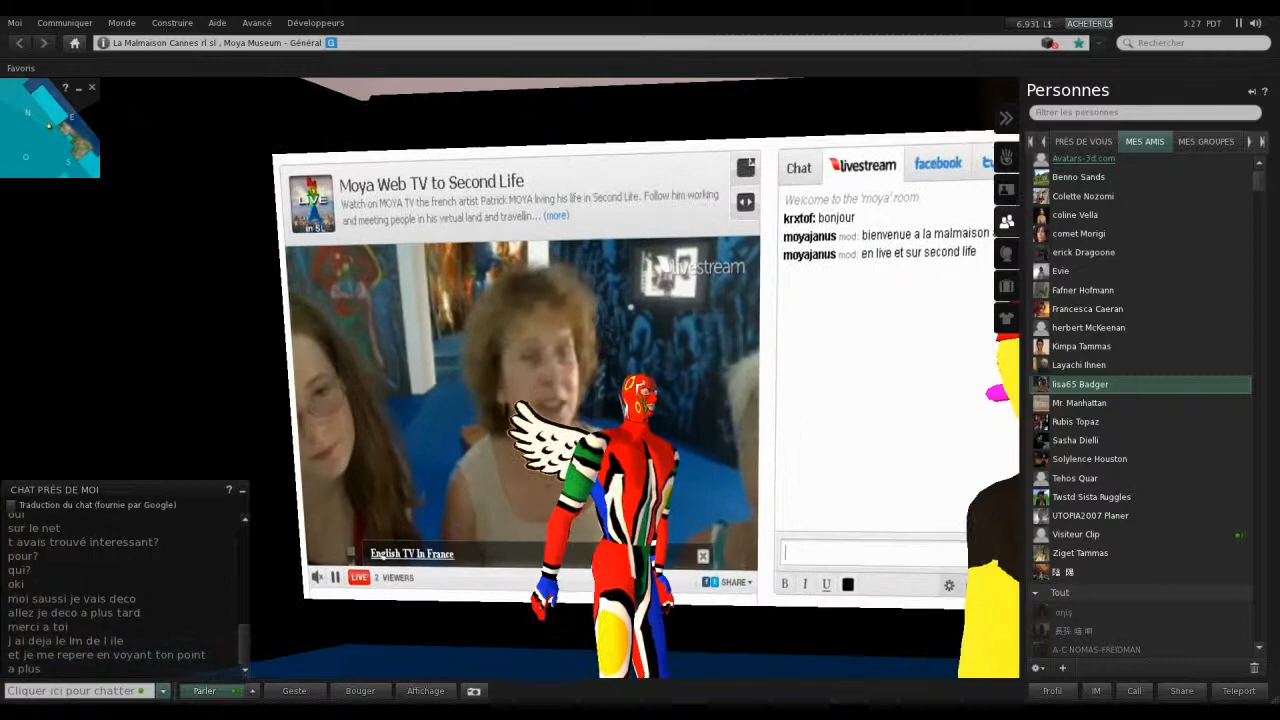 Moi Communiquer Monde Construire Aide Avancé Développeurs
6,931 L$ ACHETER L$ 3:27 PDT
La Malmaison Cannes rl sl , Moya Museum - Général G
Rechercher
Favoris
N E S
Personnes
Filtrer les personnes
PRÈS DE VOUS MES AMIS MES GROUPES
Avatars-3d.com
Benno Sands
Colette Nozomi
coline Vella
comet Morigi
erick Dragoone
Evie
Fafner Hofmann
Francesca Caeran
herbert McKeenan
Kimpa Tammas
Layachi Ihnen
lisa65 Badger
Mr. Manhattan
Rubis Topaz
Sasha Dielli
Solylence Houston
Tehos Quar
Twstd Sista Ruggles
UTOPIA2007 Planer
Visiteur Clip
Ziget Tammas
Tout
A-C NOMAS-FREIDMAN
Profil IM Call Share Teleport
LIVE
in SL
Moya Web TV to Second Life
Watch on MOYA TV the french artist Patrick MOYA living his life in Second Life. Follow him working
and meeting people in his virtual land and travellin... (more)
livestream
English TV In France
LIVE 2 VIEWERS
SHARE
Chat livestream facebook
Welcome to the 'moya' room.
krxtof: bonjour
moyajanus mod: bienvenue a la malmaison
moyajanus mod: en live et sur second life
B I U
CHAT PRÈS DE MOI
Traduction du chat (fournie par Google)
oui
sur le net
t avais trouvé interessant?
pour?
qui?
oki
moi saussi je vais deco
allez je deco a plus tard
merci a toi
j ai deja le lm de l ile
et je me repere en voyant ton point
a plus
Cliquer ici pour chatter
Parler Geste Bouger Affichage